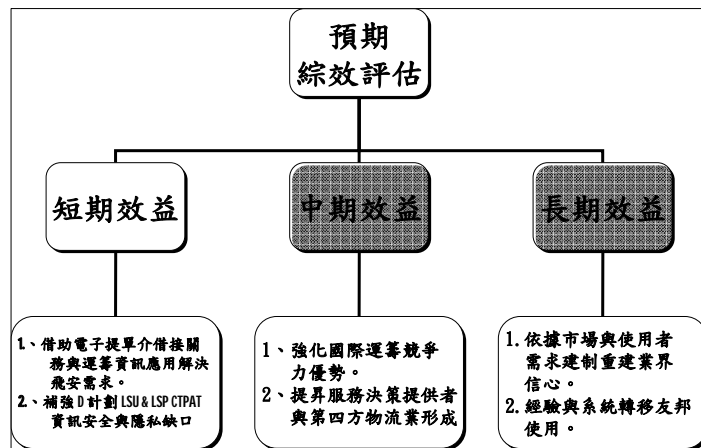 預期
綜效評估
短期效益
中期效益
長期效益
1、借助電子提單介借接關
務與運籌資訊應用解決
飛安需求。
2、補強D計劃LSU & LSP CTPAT
資訊安全與隱私缺口
1、強化國際運籌競爭
力優勢。
2、提昇服務決策提供者
與第四方物流業形成
1.依據市場與使用者
需求建制重建業界
信心。
2.經驗與系統轉移友邦
使用。